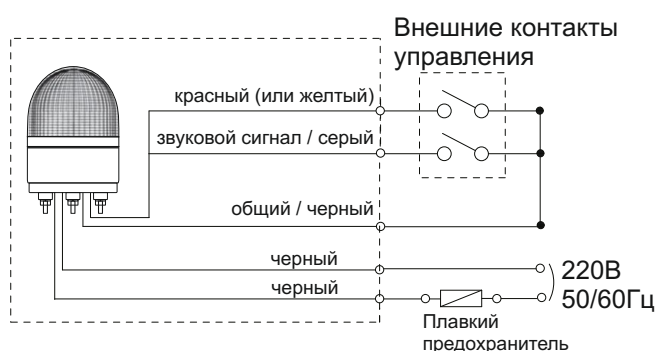 Внешние контакты
управления
красный (или желтый)
звуковой сигнал / серый
общий / черный
черный
черный
220В
50/60Гц
Плавкий
предохранитель